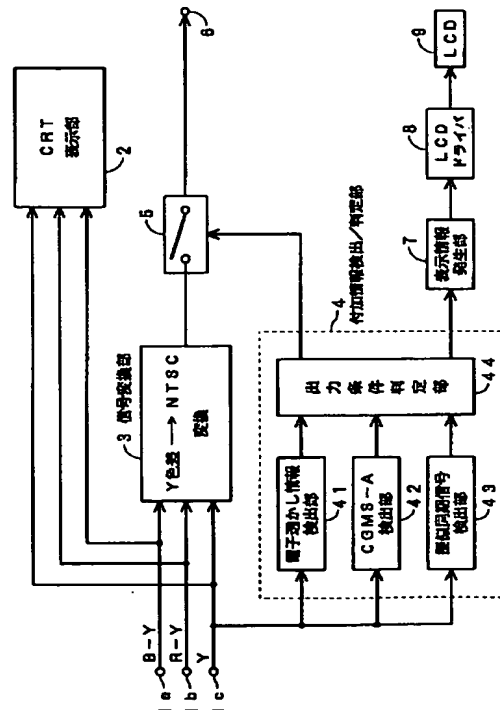 CRT
表示部
2
6
5
3 信号変換部
Y色差→NTSC
変換
B-Y
R-Y
Y
1a
1b
1c
4
付加情報検出/判定部
電子透かし情報
検出部
41
CGMS-A
検出部
42
擬似同期信号
検出部
43
出力条件判定部
44
表示情報
発生部
7
LCD
ドライバ
8
LCD
9